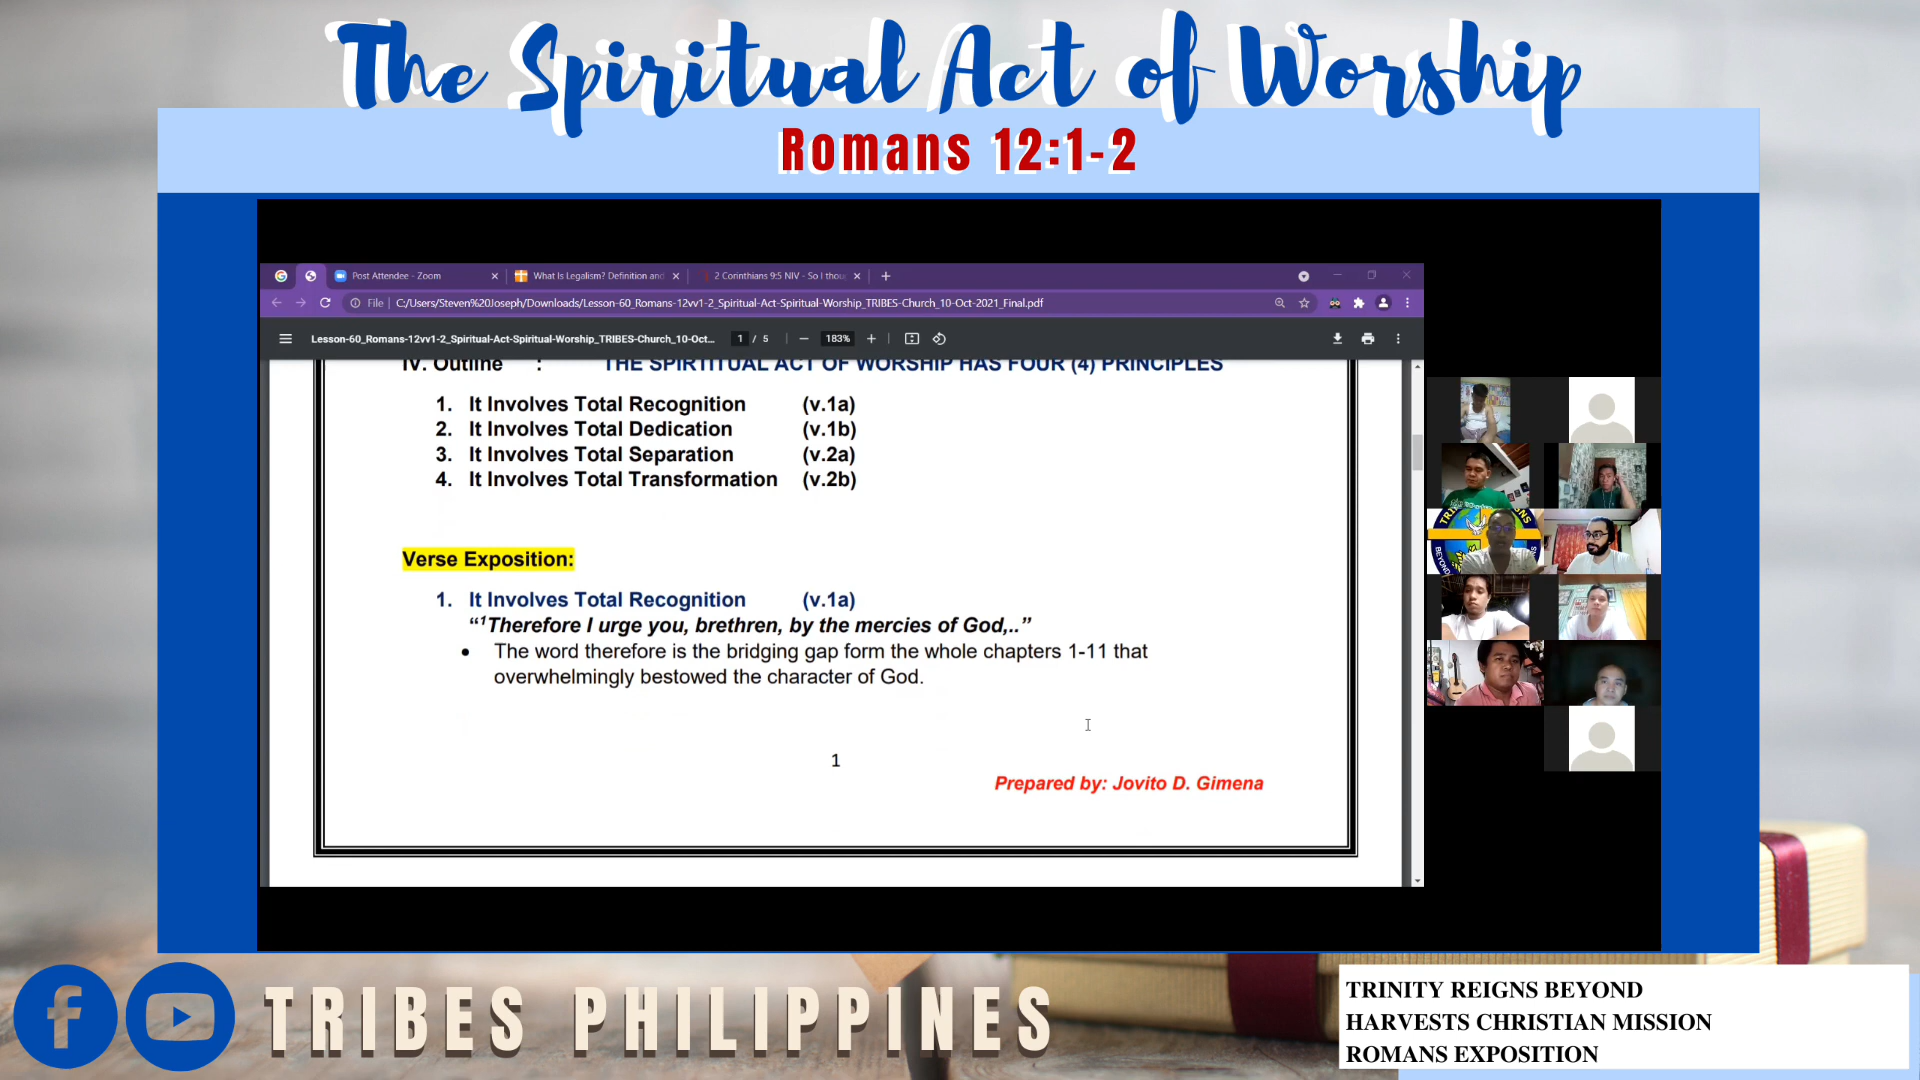 The Spiritual Act of Worship
Romans 12:1-2
Post Attendee - Zoom
What Is Legalism? Definition and
2 Corinthians 9:5 NIV - So I thou
File
C:/Users/Steven%20Joseph/Downloads/Lesson-60_Romans-12vv1-2_Spiritual-Act-Spiritual-Worship_TRIBES-Church_10-Oct-2021_Final.pdf
Lesson-60_Romans-12vv1-2_Spiritual-Act-Spiritual-Worship_TRIBES-Church_10-Oct... 1 / 5 183%
IV. Outline : THE SPIRTITUAL ACT OF WORSHIP HAS FOUR (4) PRINCIPLES
1. It Involves Total Recognition (v.1a)
2. It Involves Total Dedication (v.1b)
3. It Involves Total Separation (v.2a)
4. It Involves Total Transformation (v.2b)
Verse Exposition:
1. It Involves Total Recognition (v.1a)
“¹Therefore I urge you, brethren, by the mercies of God,..”
• The word therefore is the bridging gap form the whole chapters 1-11 that
overwhelmingly bestowed the character of God.
1
Prepared by: Jovito D. Gimena
TRIBES PHILIPPINES
TRINITY REIGNS BEYOND
HARVESTS CHRISTIAN MISSION
ROMANS EXPOSITION